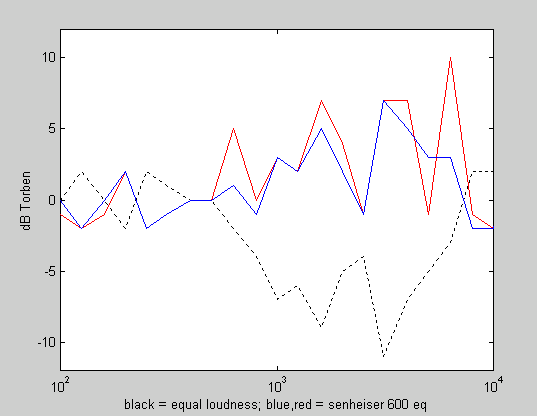 10
5
0
-5
-10
dB Torben
10² 10³ 10⁴
black = equal loudness; blue,red = senheiser 600 eq